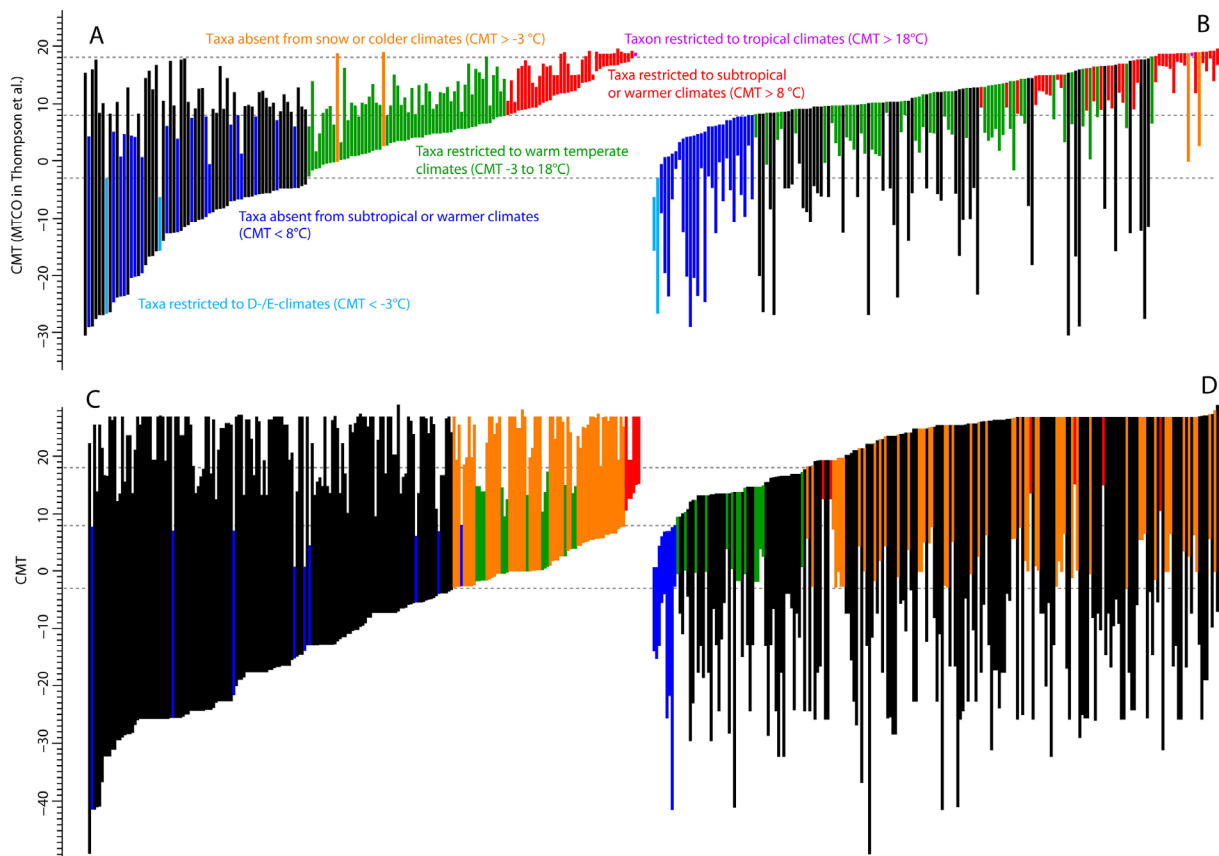 A
B
Taxa absent from snow or colder climates (CMT > -3 °C)
Taxon restricted to tropical climates (CMT > 18°C)
Taxa restricted to subtropical
or warmer climates (CMT > 8 °C)
Taxa restricted to warm temperate
climates (CMT -3 to 18°C)
Taxa absent from subtropical or warmer climates
(CMT < 8°C)
Taxa restricted to D-/E-climates (CMT < -3°C)
CMT (MTCO in Thompson et al.)
20
10
0
−10
−20
−30
C
D
CMT
20
10
0
−10
−20
−30
−40